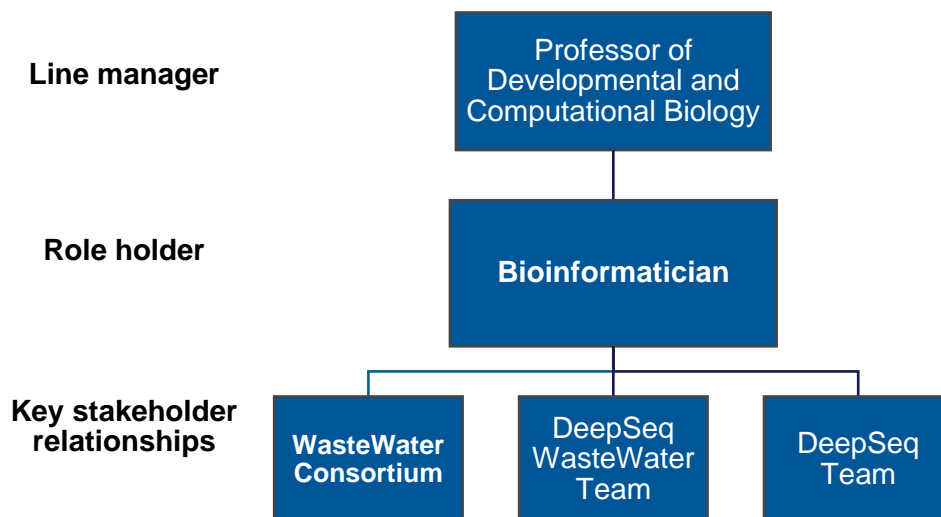 Line manager
Professor of
Developmental and
Computational Biology
Role holder
Bioinformatician
Key stakeholder
relationships
WasteWater
Consortium
DeepSeq
WasteWater
Team
DeepSeq
Team